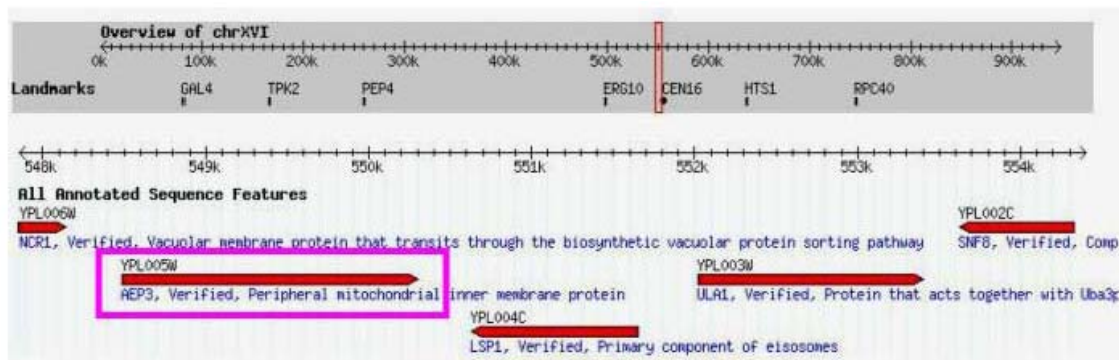 Overview of chrXVI
0k 100k 200k 300k 400k 500k 600k 700k 800k 900k
Landmarks GAL4 TPK2 PEP4 ERG10 CEN16 HTS1 RPC40
548k 549k 550k 551k 552k 553k 554k
All Annotated Sequence Features
YPL006W YPL002C
NCR1, Verified, Vacuolar membrane protein that transits through the biosynthetic vacuolar protein sorting pathway SNF8, Verified, Comp
YPL005W YPL003W
AEP3, Verified, Peripheral mitochondrial inner membrane protein ULA1, Verified, Protein that acts together with Uba3p
YPL004C
LSP1, Verified, Primary component of eisosomes